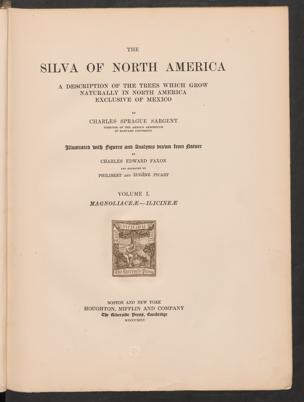 THE
SILVA OF NORTH AMERICA
A DESCRIPTION OF THE TREES WHICH GROW
NATURALLY IN NORTH AMERICA
EXCLUSIVE OF MEXICO
BY
CHARLES SPRAGUE SARGENT
DIRECTOR OF THE ARNOLD ARBORETUM
OF HARVARD UNIVERSITY
Illustrated with Figures and Analyses drawn from Nature
BY
CHARLES EDWARD FAXON
AND ENGRAVED BY
PHILIBERT AND EUGÈNE PICART
VOLUME I.
MAGNOLIACEÆ—ILICINEÆ
The Riverside Press
BOSTON AND NEW YORK
HOUGHTON, MIFFLIN AND COMPANY
The Riverside Press, Cambridge